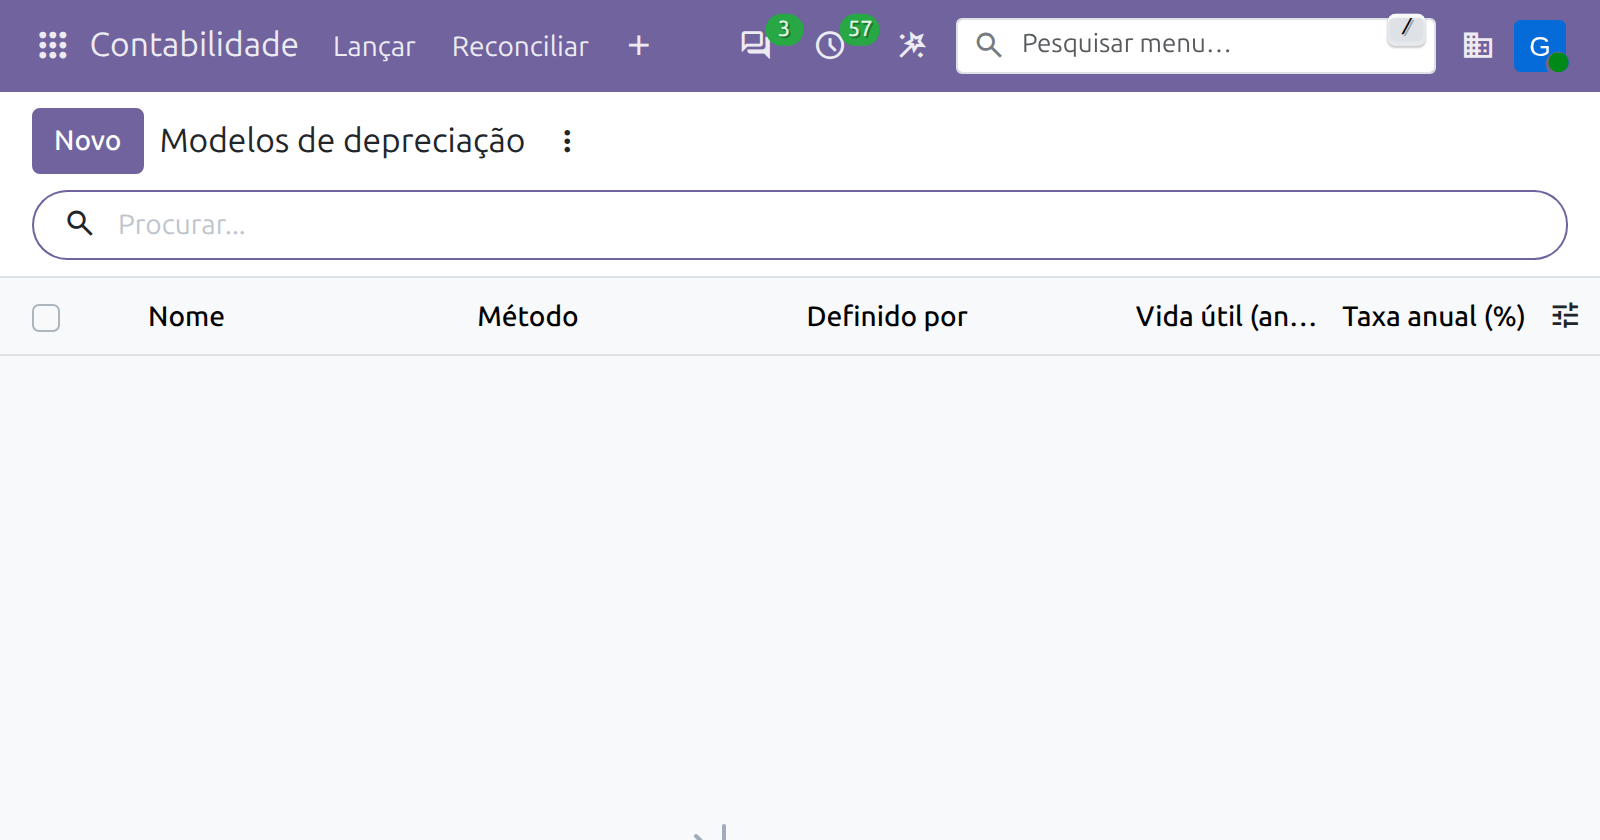 Contabilidade Lançar Reconciliar + 3 57 Pesquisar menu... / G
Novo Modelos de depreciação
Procurar...
Nome Método Definido por Vida útil (an... Taxa anual (%)